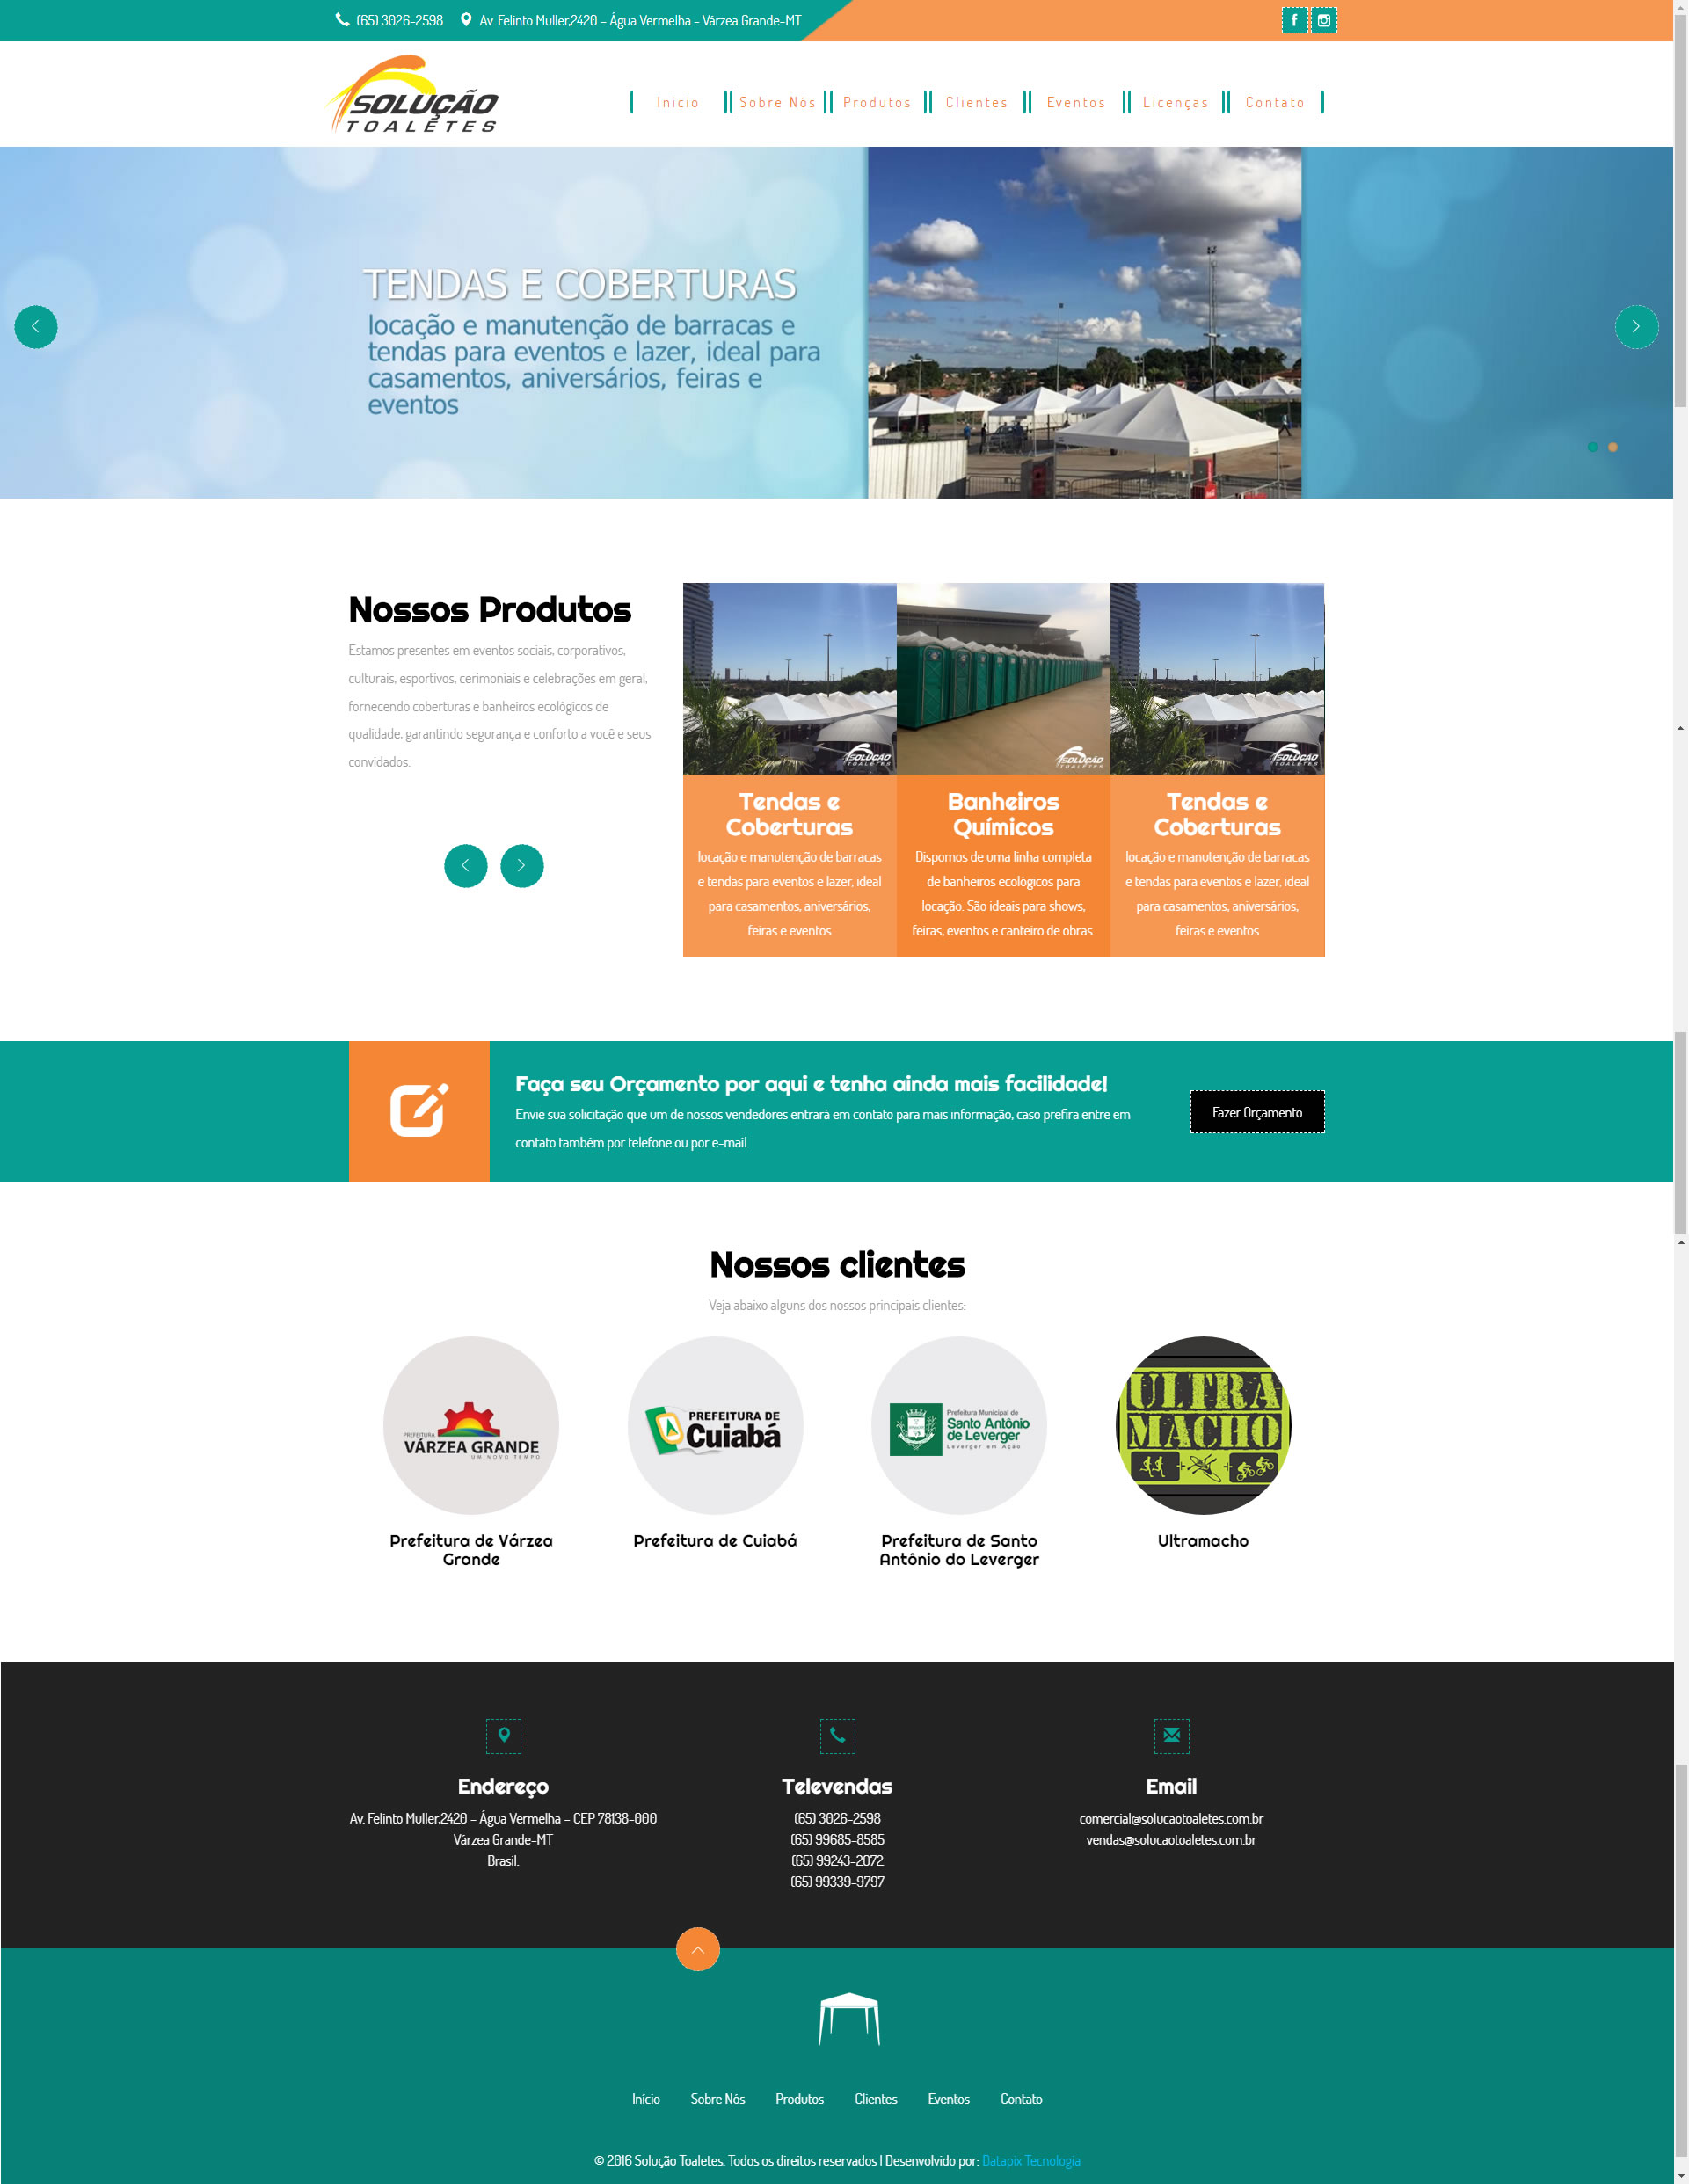 (65) 3026-2598 Av. Felinto Muller,2420 – Água Vermelha - Várzea Grande-MT
SOLUÇÃO
TOALETES
Início Sobre Nós Produtos Clientes Eventos Licenças Contato
TENDAS E COBERTURAS
locação e manutenção de barracas e
tendas para eventos e lazer, ideal para
casamentos, aniversários, feiras e
eventos
Nossos Produtos
Estamos presentes em eventos sociais, corporativos,
culturais, esportivos, cerimoniais e celebrações em geral,
fornecendo coberturas e banheiros ecológicos de
qualidade, garantindo segurança e conforto a você e seus
convidados.
SOLUÇÃO
TOALETES
Tendas e
Coberturas
locação e manutenção de barracas
e tendas para eventos e lazer, ideal
para casamentos, aniversários,
feiras e eventos
SOLUÇÃO
TOALETES
Banheiros
Químicos
Dispomos de uma linha completa
de banheiros ecológicos para
locação. São ideais para shows,
feiras, eventos e canteiro de obras.
SOLUÇÃO
TOALETES
Tendas e
Coberturas
locação e manutenção de barracas
e tendas para eventos e lazer, ideal
para casamentos, aniversários,
feiras e eventos
Faça seu Orçamento por aqui e tenha ainda mais facilidade!
Envie sua solicitação que um de nossos vendedores entrará em contato para mais informação, caso prefira entre em
contato também por telefone ou por e-mail.
Fazer Orçamento
Nossos clientes
Veja abaixo alguns dos nossos principais clientes:
PREFEITURA
VÁRZEA GRANDE
UM NOVO TEMPO
Prefeitura de Várzea
Grande
PREFEITURA DE
Cuiabá
Prefeitura de Cuiabá
Prefeitura Municipal de
Santo Antônio
de Leverger
Leverger em Ação
Prefeitura de Santo
Antônio do Leverger
ULTRA
MACHO
Ultramacho
Endereço
Av. Felinto Muller,2420 – Água Vermelha – CEP 78138-000
Várzea Grande-MT
Brasil.
Televendas
(65) 3026-2598
(65) 99685-8585
(65) 99243-2072
(65) 99339-9797
Email
comercial@solucaotoaletes.com.br
vendas@solucaotoaletes.com.br
Início Sobre Nós Produtos Clientes Eventos Contato
© 2016 Solução Toaletes. Todos os direitos reservados | Desenvolvido por: Datapix Tecnologia